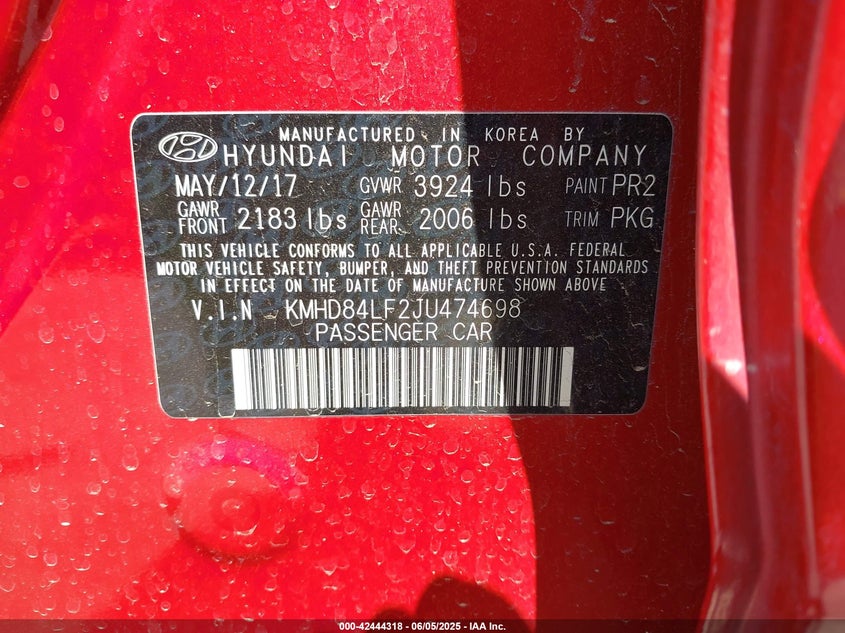 MANUFACTURED IN KOREA BY
HYUNDAI MOTOR COMPANY
MAY/12/17 GVWR 3924 lbs PAINT PR2
GAWR FRONT 2183 lbs GAWR REAR 2006 lbs TRIM PKG
THIS VEHICLE CONFORMS TO ALL APPLICABLE U.S.A. FEDERAL
MOTOR VEHICLE SAFETY, BUMPER, AND THEFT PREVENTION STANDARDS
IN EFFECT ON THE DATE OF MANUFACTURE SHOWN ABOVE
V.I.N KMHD84LF2JU474698
PASSENGER CAR
000-42444318 - 06/05/2025 - IAA Inc.